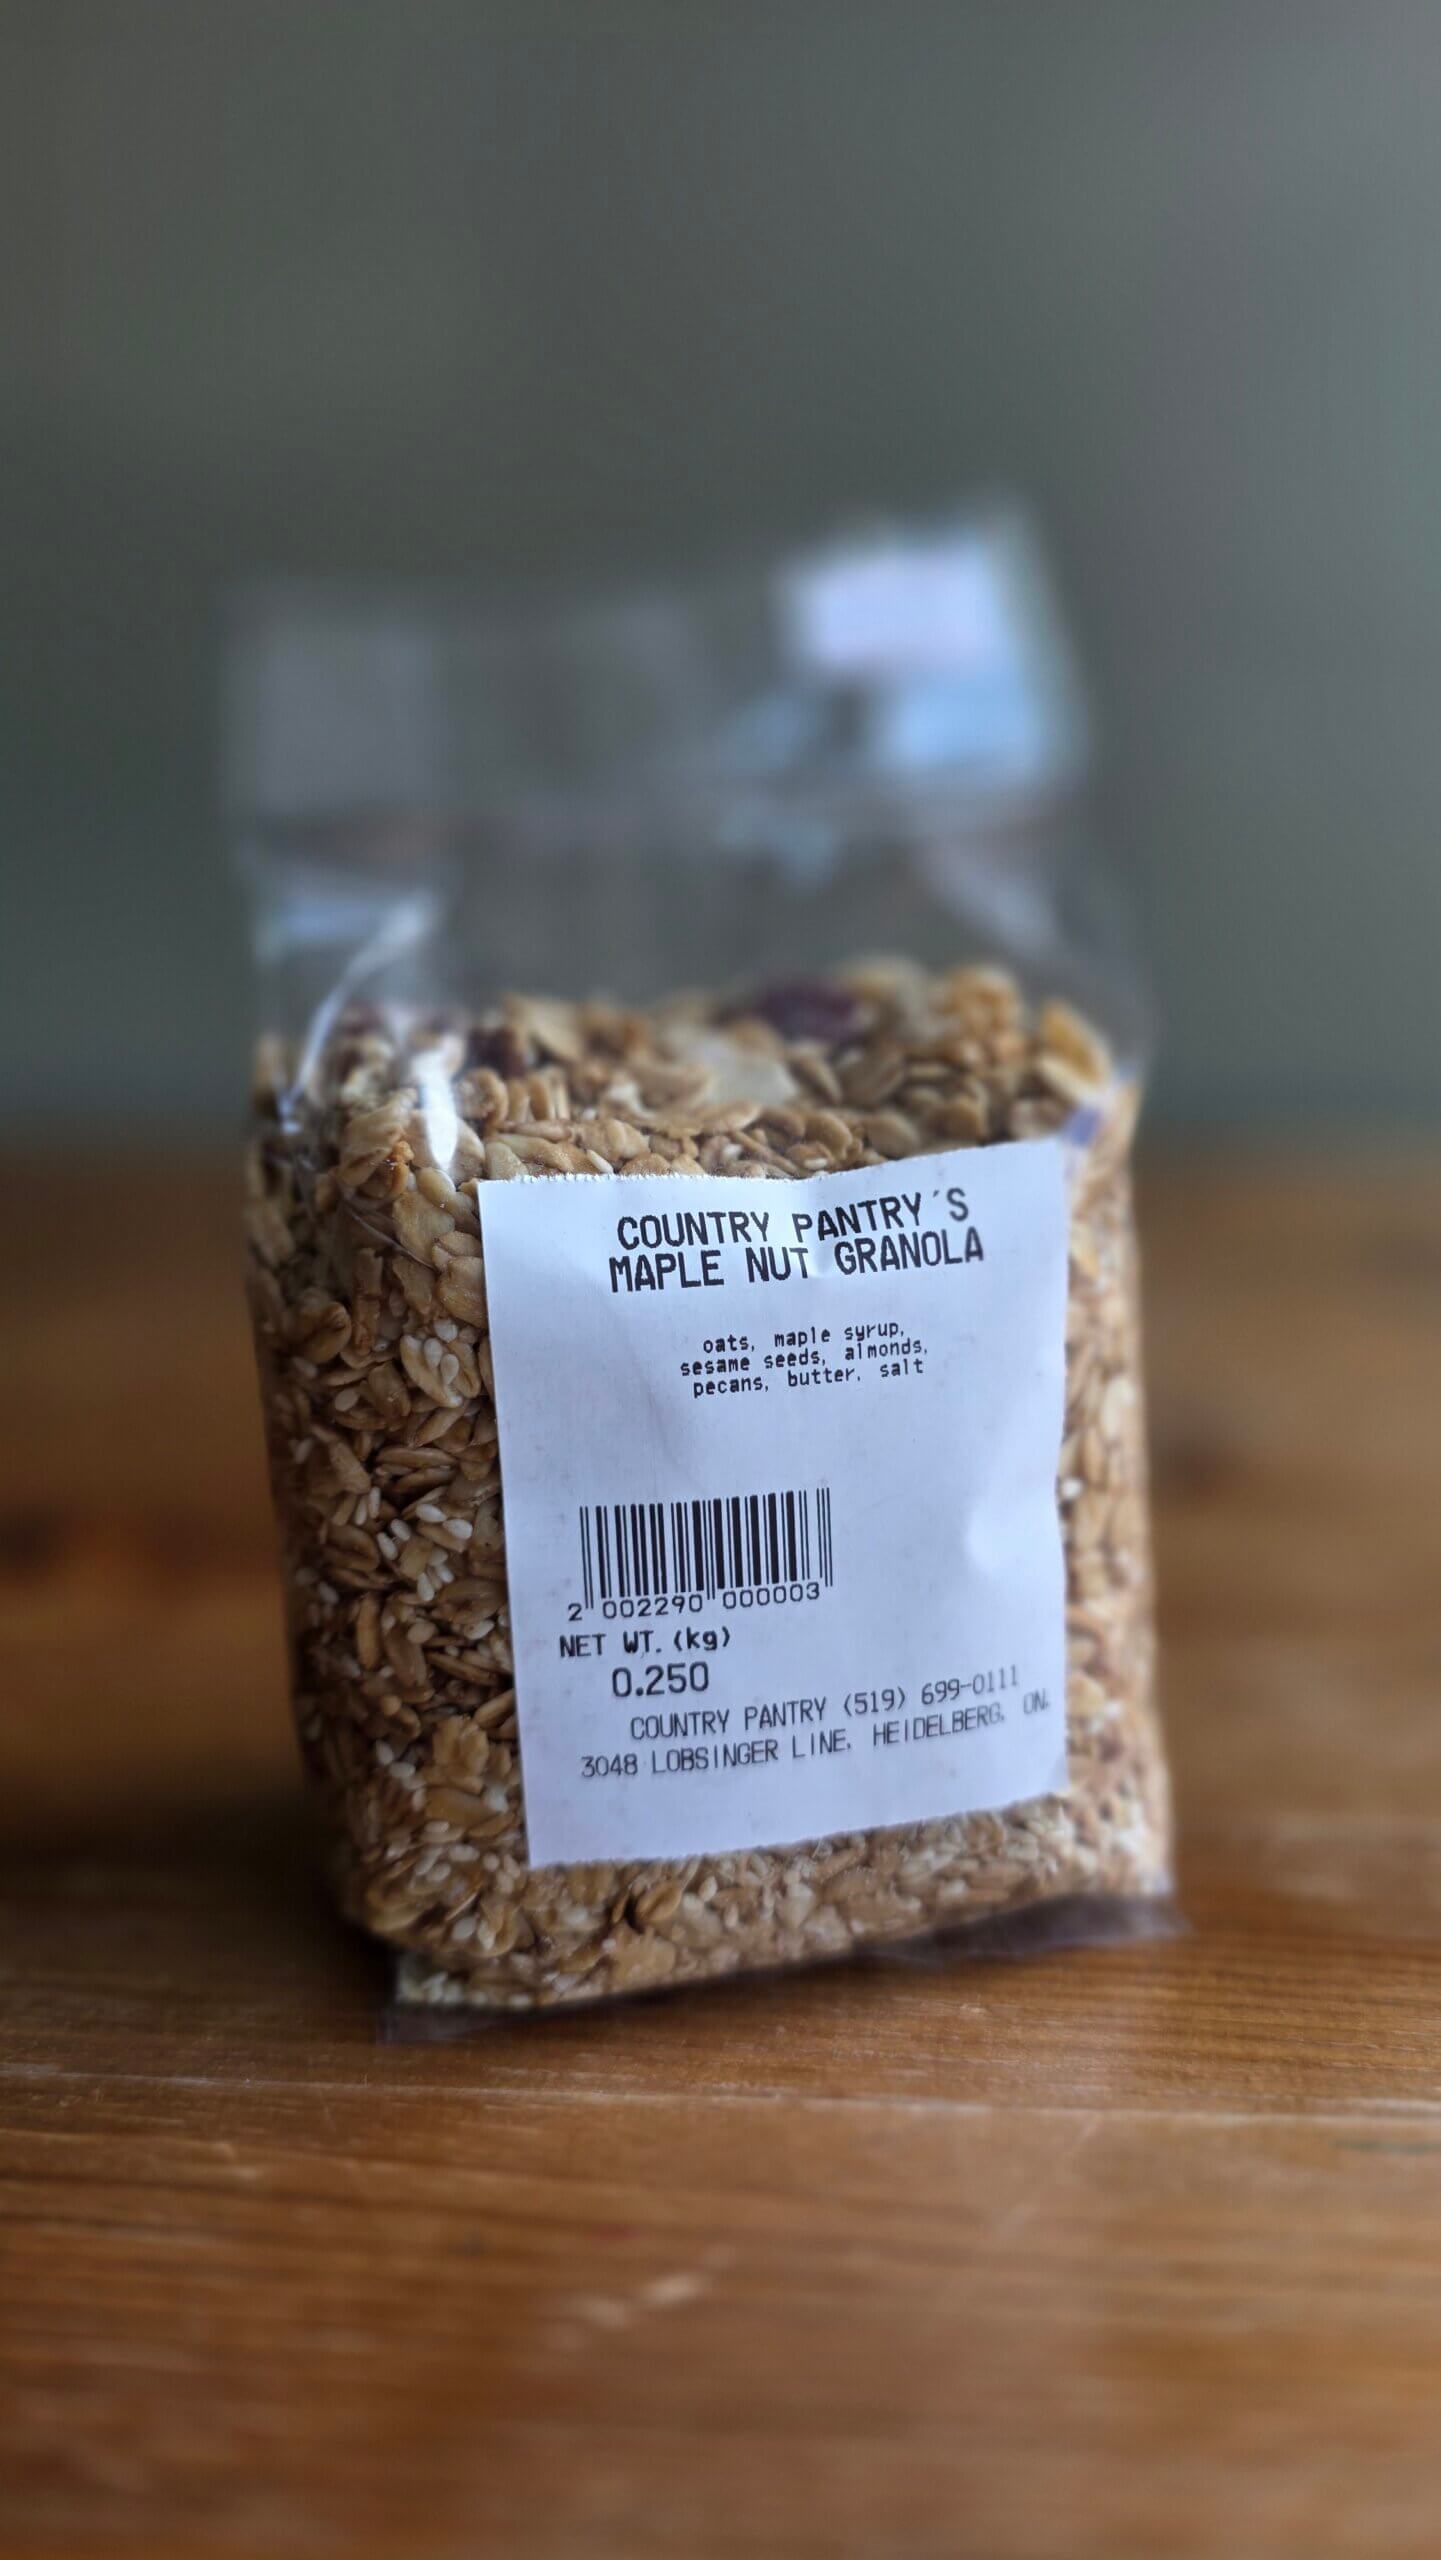 COUNTRY PANTRY'S
MAPLE NUT GRANOLA
oats, maple syrup,
sesame seeds, almonds,
pecans, butter, salt
2 002290 000003
NET WT. (kg)
0.250
COUNTRY PANTRY (519) 699-0111
3048 LOBSINGER LINE, HEIDELBERG, ON.